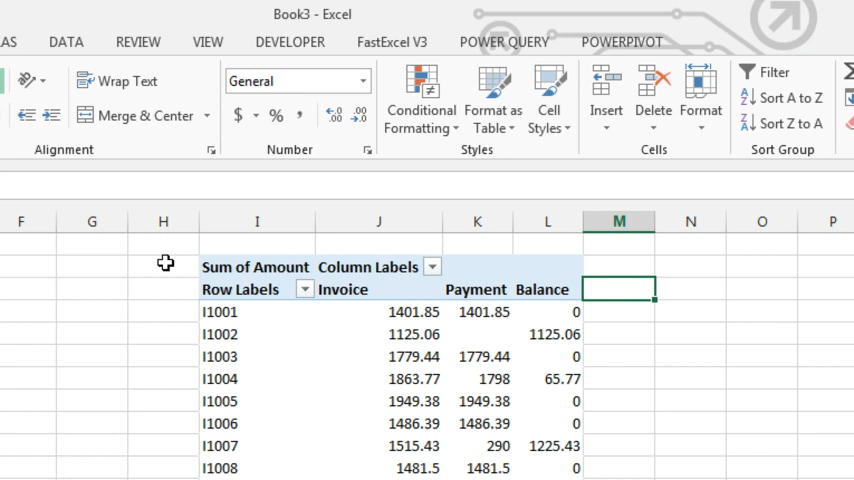 Book3 - Excel
AS DATA REVIEW VIEW DEVELOPER FastExcel V3 POWER QUERY POWERPIVOT
Wrap Text
Merge & Center
Alignment
General
$ % , .0 .00 .00 .0
Number
Conditional Formatting
Format as Table
Cell Styles
Styles
Insert Delete Format
Cells
Filter
Sort A to Z
Sort Z to A
Sort Group
F G H I J K L M N O P
Sum of Amount Column Labels
Row Labels Invoice Payment Balance
I1001 1401.85 1401.85 0
I1002 1125.06 1125.06
I1003 1779.44 1779.44 0
I1004 1863.77 1798 65.77
I1005 1949.38 1949.38 0
I1006 1486.39 1486.39 0
I1007 1515.43 290 1225.43
I1008 1481.5 1481.5 0